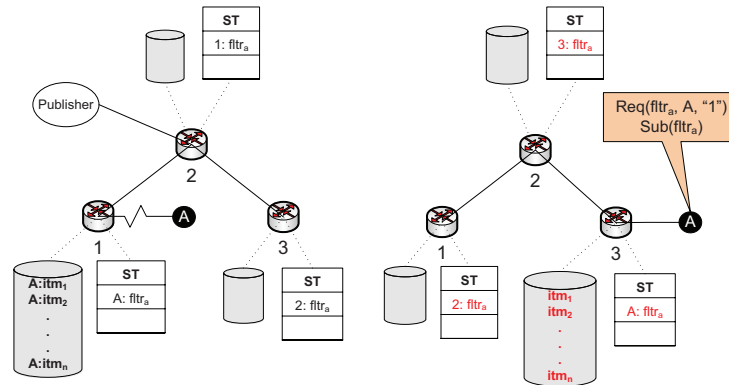 ST
1: fltrₐ
Publisher
2
1
A
3
A:itm₁
A:itm₂
.
.
.
A:itmₙ
ST
A: fltrₐ
ST
2: fltrₐ
ST
3: fltrₐ
Req(fltrₐ, A, “1”)
Sub(fltrₐ)
2
A
1
3
ST
2: fltrₐ
itm₁
itm₂
.
.
.
.
itmₙ
ST
A: fltrₐ